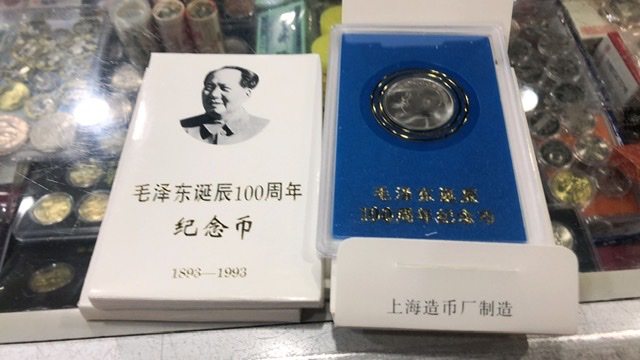 毛泽东诞辰100周年
纪念币
1893—1993
毛泽东诞辰
100周年纪念币
上海造币厂制造